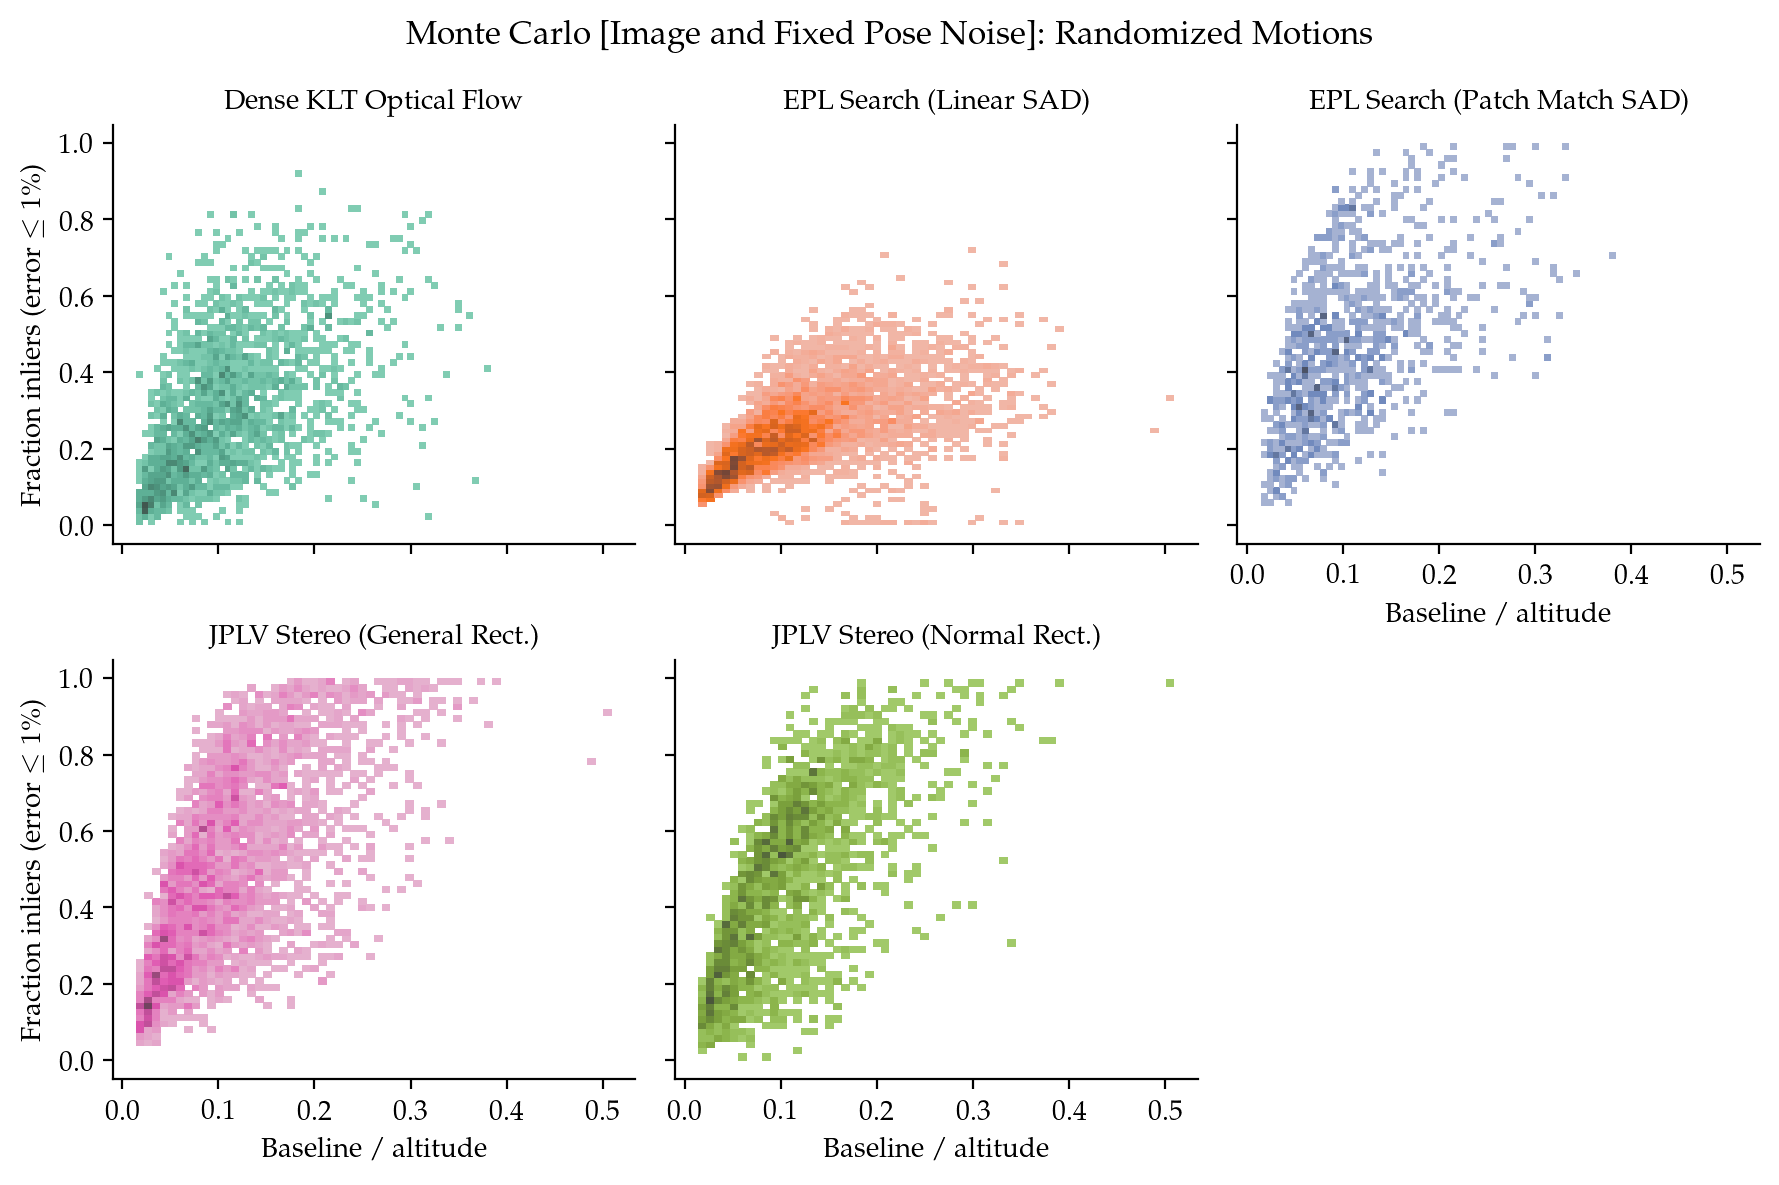 Monte Carlo [Image and Fixed Pose Noise]: Randomized Motions
Dense KLT Optical Flow
EPL Search (Linear SAD)
EPL Search (Patch Match SAD)
Fraction inliers (error ≤ 1%)
1.0
0.8
0.6
0.4
0.2
0.0
0.0 0.1 0.2 0.3 0.4 0.5
Baseline / altitude
JPLV Stereo (General Rect.)
JPLV Stereo (Normal Rect.)
Fraction inliers (error ≤ 1%)
1.0
0.8
0.6
0.4
0.2
0.0
0.0 0.1 0.2 0.3 0.4 0.5
0.0 0.1 0.2 0.3 0.4 0.5
Baseline / altitude
Baseline / altitude